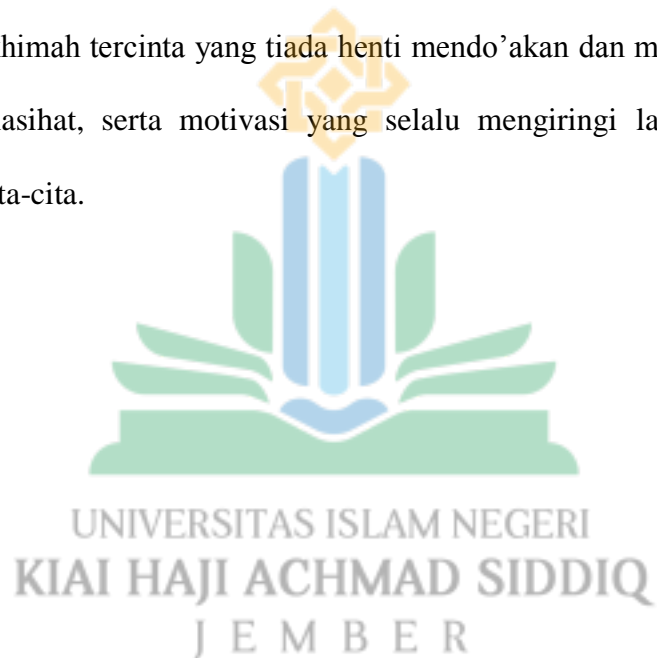 himah tercinta yang tiada henti mendo’akan dan m
asihat, serta motivasi yang selalu mengiringi la
ta-cita.
UNIVERSITAS ISLAM NEGERI
KIAI HAJI ACHMAD SIDDIQ
J E M B E R